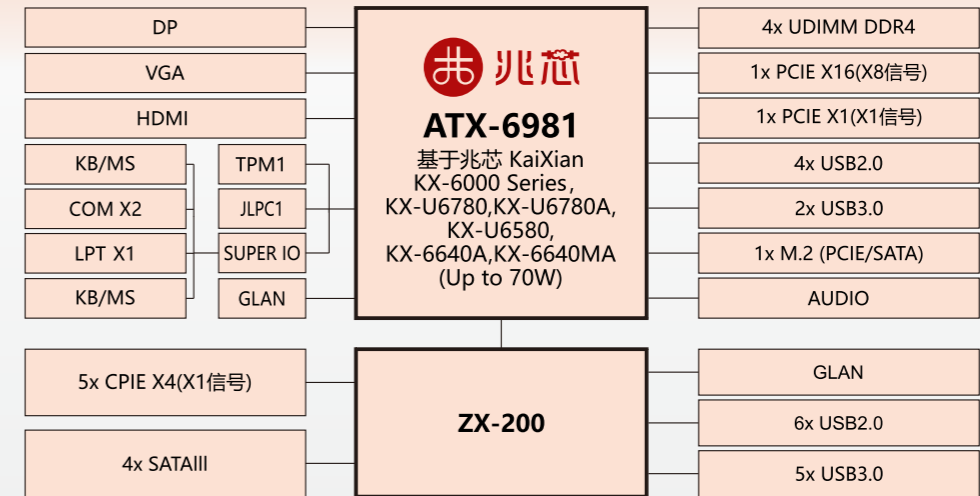 DP
VGA
HDMI
KB/MS
TPM1
COM X2
JLPC1
LPT X1
SUPER IO
KB/MS
GLAN
兆芯
ATX-6981
基于兆芯 KaiXian
KX-6000 Series,
KX-U6780,KX-U6780A,
KX-U6580,
KX-6640A,KX-6640MA
(Up to 70W)
4x UDIMM DDR4
1x PCIE X16(X8信号)
1x PCIE X1(X1信号)
4x USB2.0
2x USB3.0
1x M.2 (PCIE/SATA)
AUDIO
5x CPIE X4(X1信号)
4x SATAlll
ZX-200
GLAN
6x USB2.0
5x USB3.0